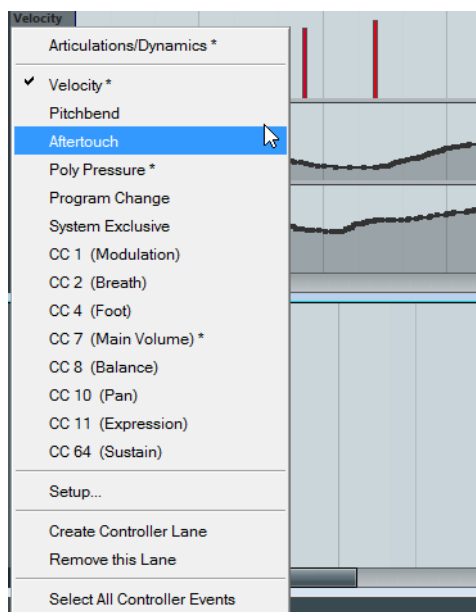 Velocity
Articulations/Dynamics *
Velocity *
Pitchbend
Aftertouch
Poly Pressure *
Program Change
System Exclusive
CC 1 (Modulation)
CC 2 (Breath)
CC 4 (Foot)
CC 7 (Main Volume) *
CC 8 (Balance)
CC 10 (Pan)
CC 11 (Expression)
CC 64 (Sustain)
Setup...
Create Controller Lane
Remove this Lane
Select All Controller Events